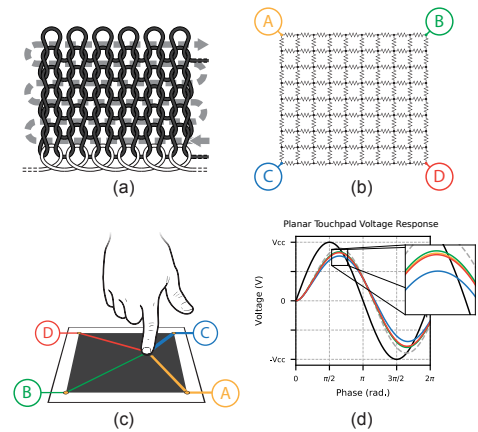 (a)
A
B
C
D
(b)
D
C
B
A
(c)
Planar Touchpad Voltage Response
Voltage (V)
Vcc
0
-Vcc
0
π/2
π
3π/2
2π
Phase (rad.)
(d)